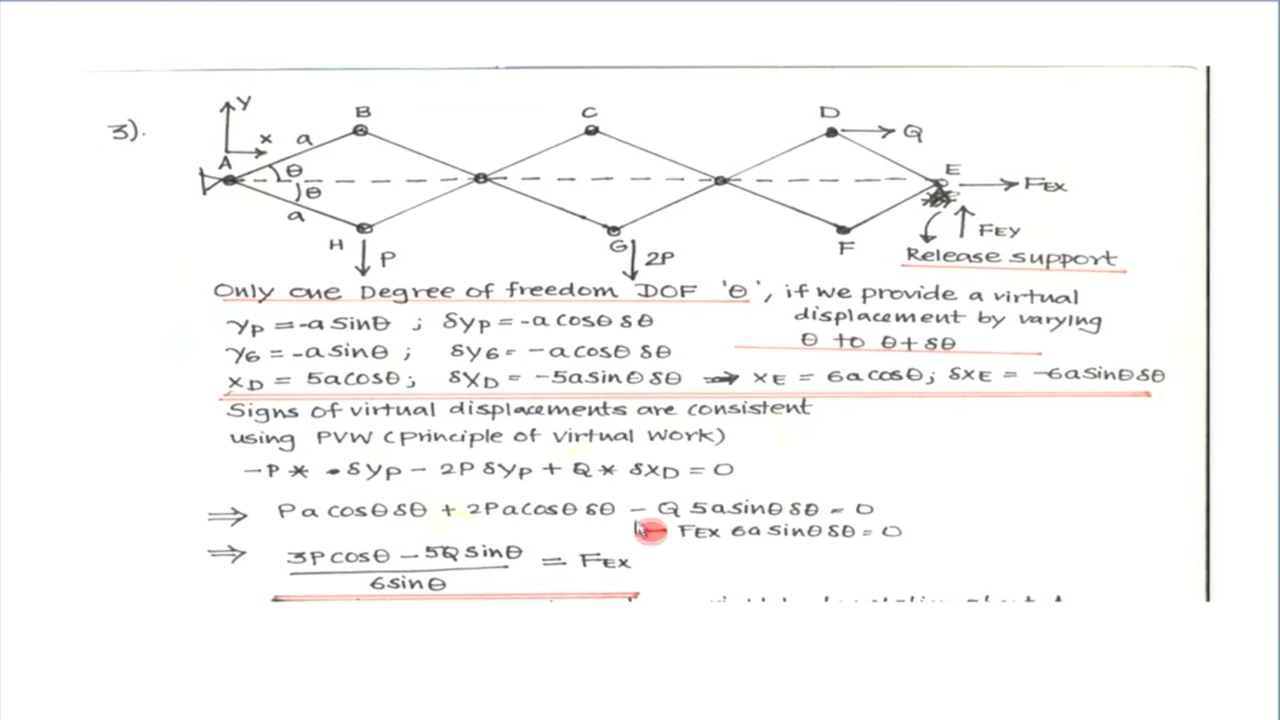 3).
Y
x
A
a
θ
θ
a
B
C
D
Q
E
FEX
FEY
H
P
G
2P
F
Release support
Only one Degree of freedom DOF 'θ', if we provide a virtual
displacement by varying
θ to θ+δθ
yp = -a sinθ ; δyp = -a cosθ δθ
yG = -a sinθ ; δyG = -a cosθ δθ
xD = 5a cosθ ; δxD = -5a sinθ δθ → xE = 6a cosθ ; δxE = -6a sinθ δθ
Signs of virtual displacements are consistent
using PVW (Principle of virtual Work)
-P * δyp - 2P δyp + Q * δxD = 0
⇒ Pa cosθ δθ + 2Pa cosθ δθ - Q 5a sinθ δθ = 0
- FEX 6a sinθ δθ = 0
⇒ 3P cosθ - 5Q sinθ = FEX
6 sinθ